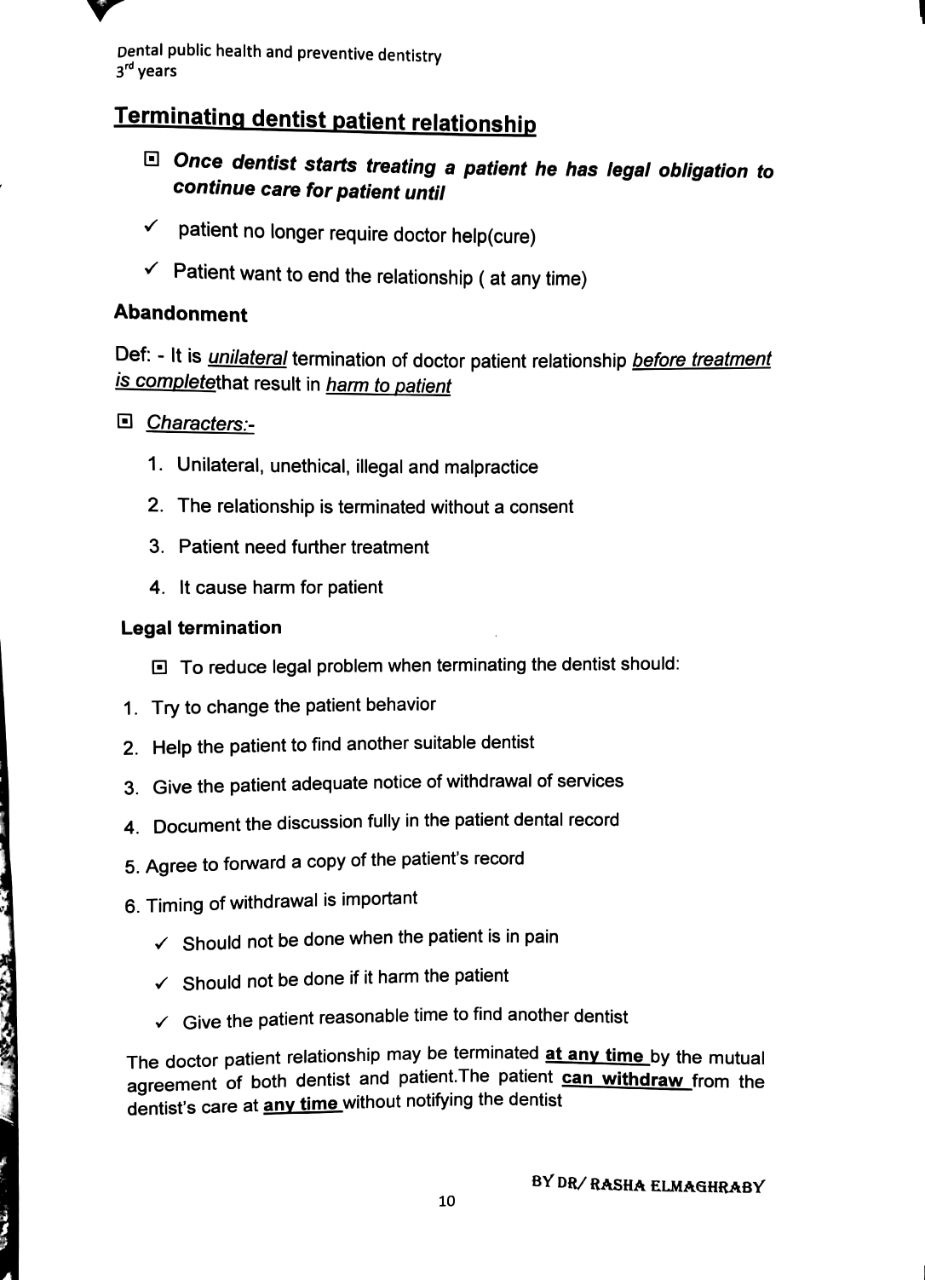 Dental public health and preventive dentistry
3rd years
Terminating dentist patient relationship
Once dentist starts treating a patient he has legal obligation to
continue care for patient until
✓ patient no longer require doctor help(cure)
✓ Patient want to end the relationship ( at any time)
Abandonment
Def: - It is unilateral termination of doctor patient relationship before treatment
is completethat result in harm to patient
Characters:-
1. Unilateral, unethical, illegal and malpractice
2. The relationship is terminated without a consent
3. Patient need further treatment
4. It cause harm for patient
Legal termination
To reduce legal problem when terminating the dentist should:
1. Try to change the patient behavior
2. Help the patient to find another suitable dentist
3. Give the patient adequate notice of withdrawal of services
4. Document the discussion fully in the patient dental record
5. Agree to forward a copy of the patient's record
6. Timing of withdrawal is important
✓ Should not be done when the patient is in pain
✓ Should not be done if it harm the patient
✓ Give the patient reasonable time to find another dentist
The doctor patient relationship may be terminated at any time by the mutual
agreement of both dentist and patient.The patient can withdraw from the
dentist's care at any time without notifying the dentist
BY DR/ RASHA ELMAGHRABY
10